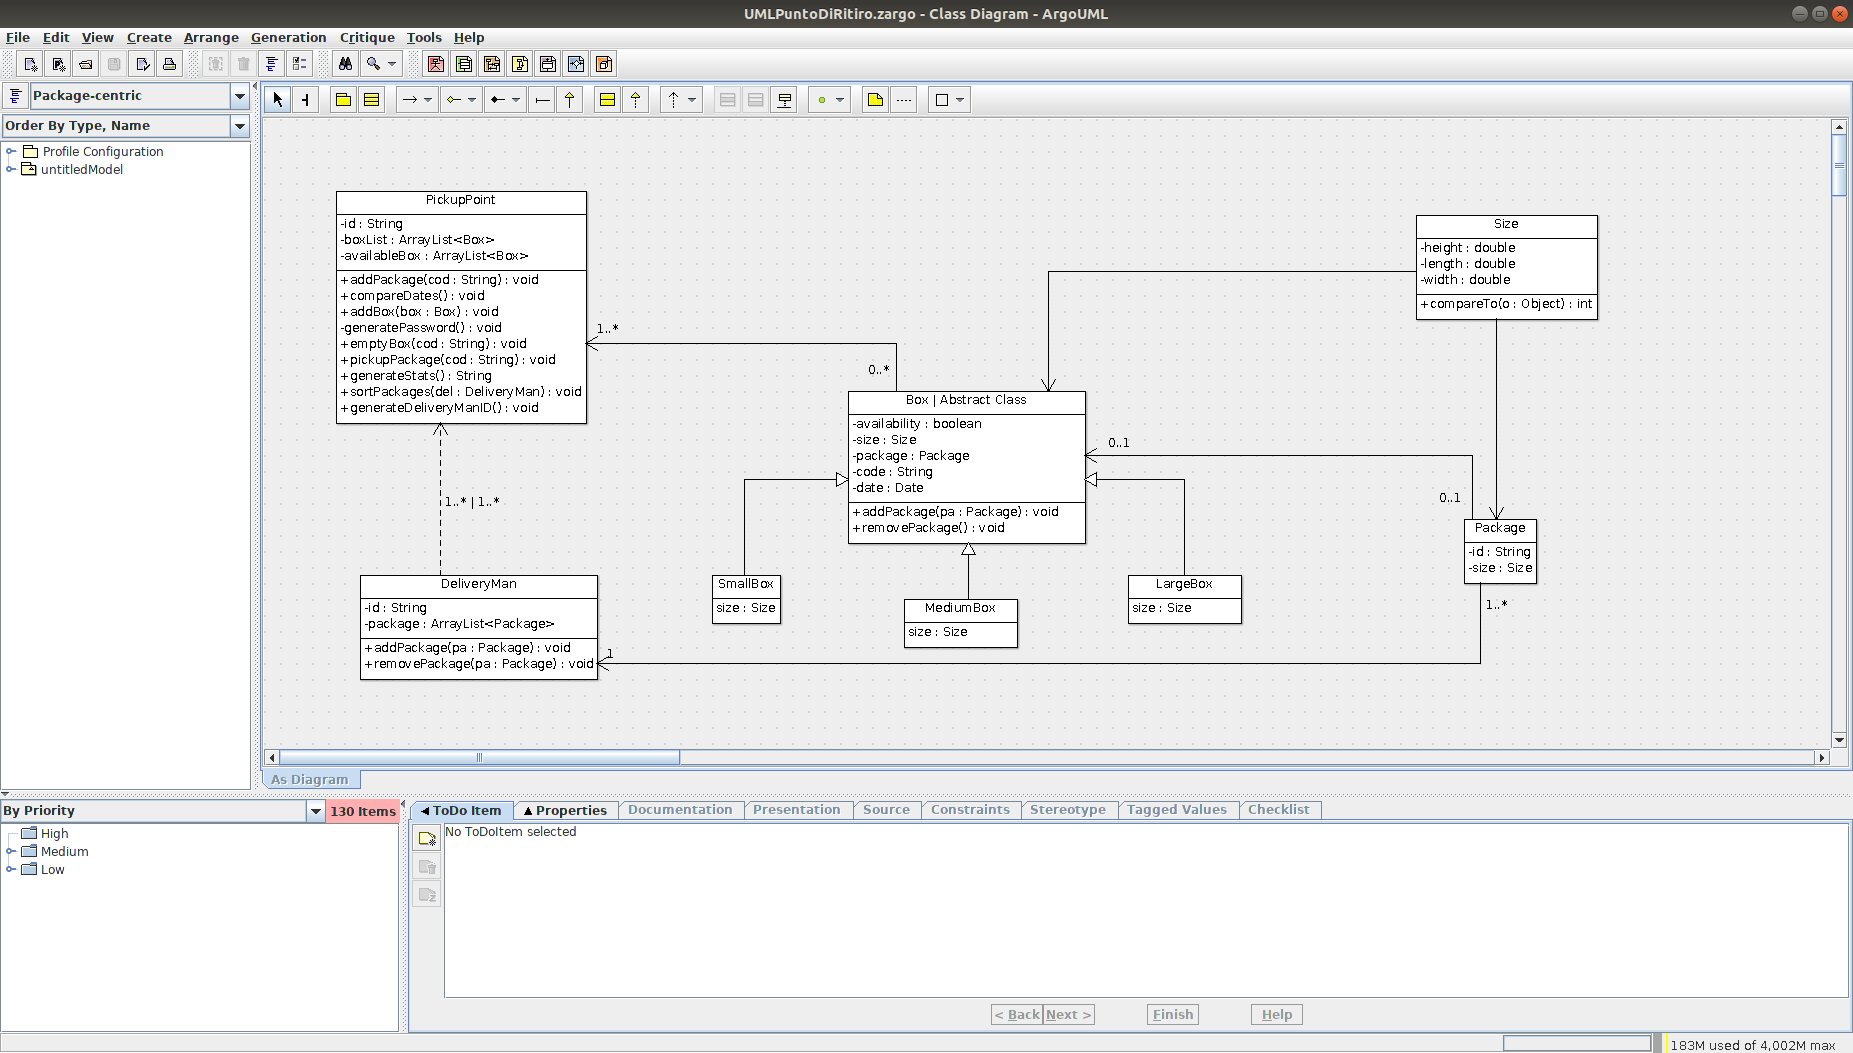 UMLPuntoDiRitiro.zargo - Class Diagram - ArgoUML
File Edit View Create Arrange Generation Critique Tools Help
Package-centric
Order By Type, Name
Profile Configuration
untitledModel
PickupPoint
-id : String
-boxList : ArrayList<Box>
-availableBox : ArrayList<Box>
+addPackage(cod : String) : void
+compareDates() : void
+addBox(box : Box) : void
-generatePassword() : void
+emptyBox(cod : String) : void
+pickupPackage(cod : String) : void
+generateStats() : String
+sortPackages(del : DeliveryMan) : void
+generateDeliveryManID() : void
1..*
0..*
Size
-height : double
-length : double
-width : double
+compareTo(o : Object) : int
Box | Abstract Class
-availability : boolean
-size : Size
-package : Package
-code : String
-date : Date
+addPackage(pa : Package) : void
+removePackage() : void
0..1
0..1
Package
-id : String
-size : Size
1..*
1..* | 1..*
DeliveryMan
-id : String
-package : ArrayList<Package>
+addPackage(pa : Package) : void
+removePackage(pa : Package) : void
1
SmallBox
size : Size
MediumBox
size : Size
LargeBox
size : Size
As Diagram
By Priority
130 Items
High
Medium
Low
ToDo Item Properties Documentation Presentation Source Constraints Stereotype Tagged Values Checklist
No ToDoItem selected
< Back Next > Finish Help
183M used of 4,002M max